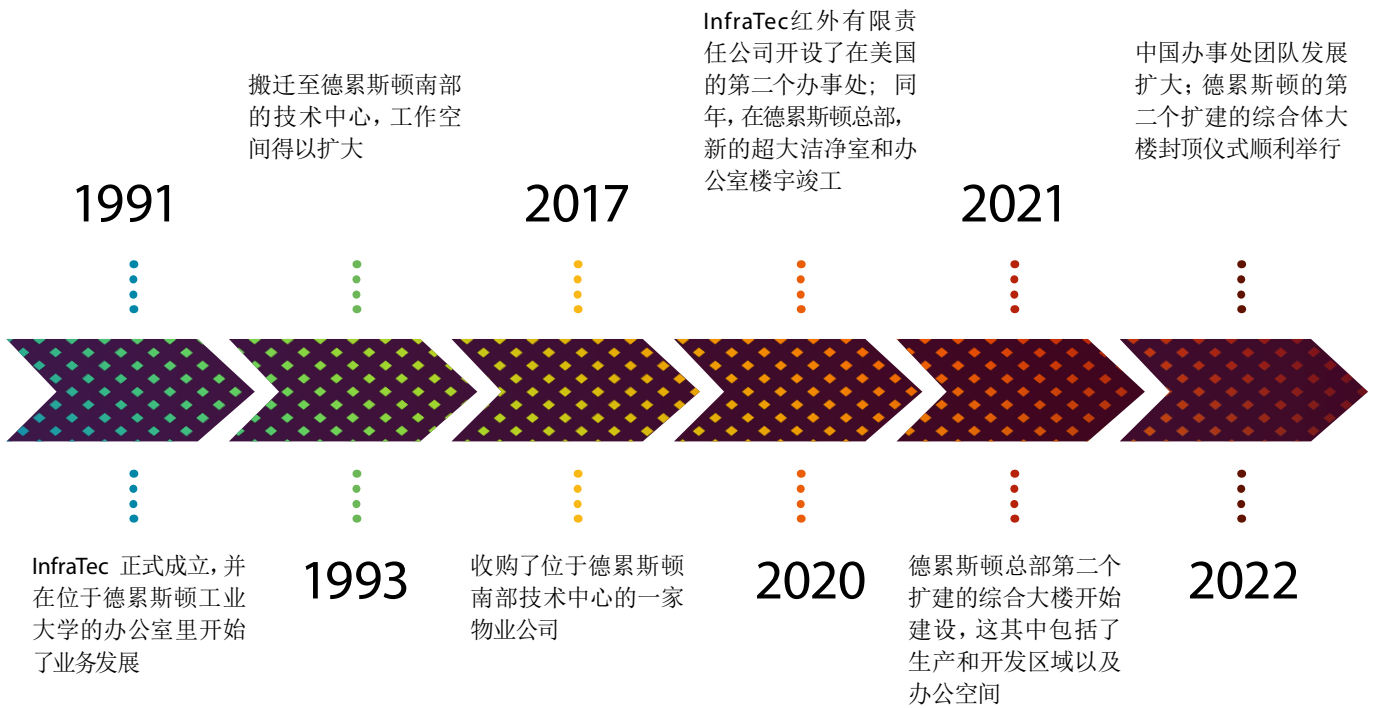 1991
InfraTec 正式成立，并
在位于德累斯顿工业
大学的办公室里开始
了业务发展
搬迁至德累斯顿南部
的技术中心，工作空
间得以扩大
1993
2017
收购了位于德累斯顿
南部技术中心的一家
物业公司
InfraTec红外有限责
任公司开设了在美国
的第二个办事处；同
年，在德累斯顿总部，
新的超大洁净室和办
公室楼宇竣工
2020
2021
德累斯顿总部第二个
扩建的综合大楼开始
建设，这其中包括了
生产和开发区域以及
办公空间
中国办事处团队发展
扩大；德累斯顿的第
二个扩建的综合体大
楼封顶仪式顺利举行
2022